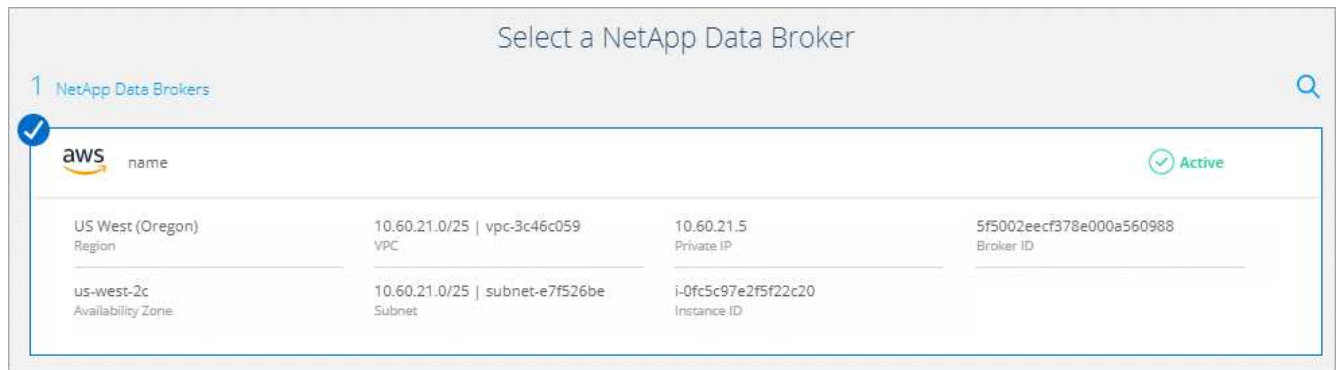 Select a NetApp Data Broker
1 NetApp Data Brokers
aws name Active
US West (Oregon) 10.60.21.0/25 | vpc-3c46c059 10.60.21.5 5f5002eecf378e000a560988
Region VPC Private IP Broker ID
us-west-2c 10.60.21.0/25 | subnet-e7f526be i-0fc5c97e2f5f22c20
Availability Zone Subnet Instance ID